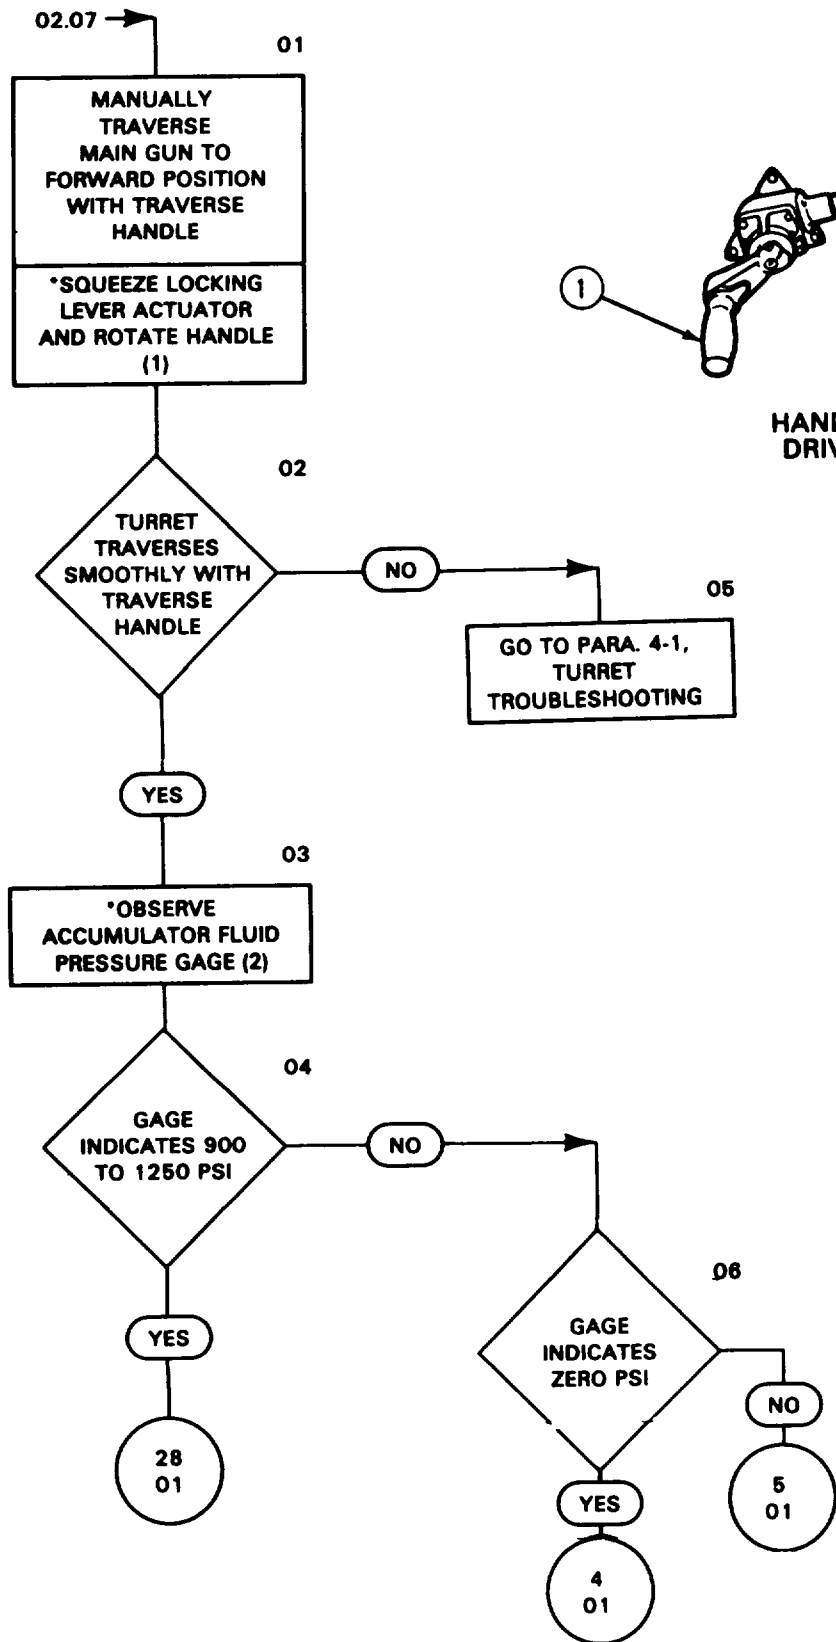 02.07
01
MANUALLY
TRAVERSE
MAIN GUN TO
FORWARD POSITION
WITH TRAVERSE
HANDLE
*SQUEEZE LOCKING
LEVER ACTUATOR
AND ROTATE HANDLE
(1)
1
02
TURRET
TRAVERSES
SMOOTHLY WITH
TRAVERSE
HANDLE
NO
05
GO TO PARA. 4-1,
TURRET
TROUBLESHOOTING
YES
03
*OBSERVE
ACCUMULATOR FLUID
PRESSURE GAGE (2)
04
GAGE
INDICATES 900
TO 1250 PSI
NO
06
GAGE
INDICATES
ZERO PSI
YES
NO
28
01
5
01
YES
4
01